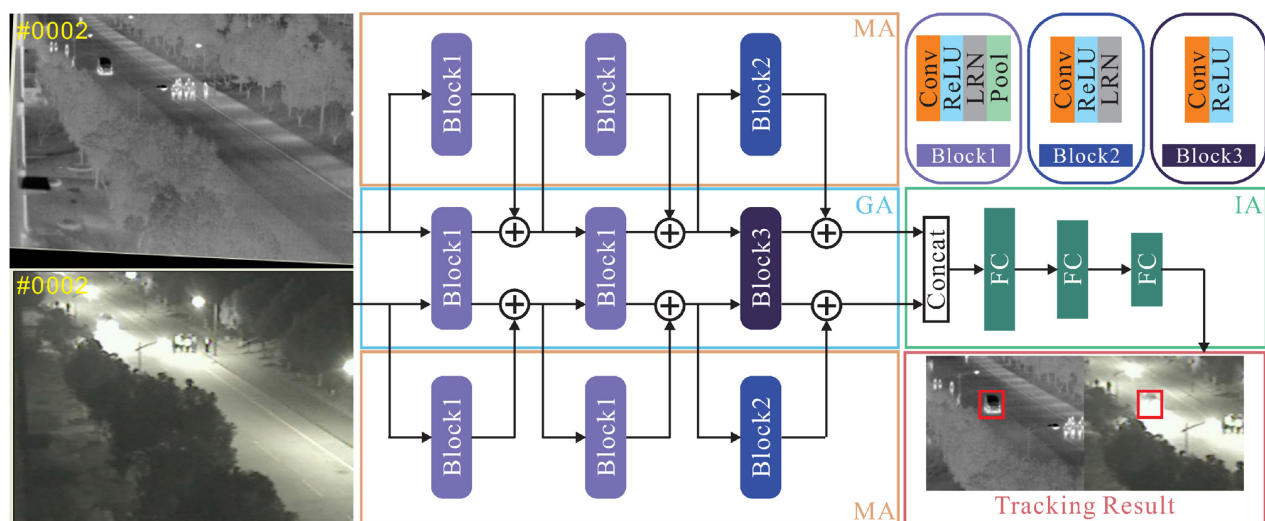 #0002
#0002
MA
Block1
Block1
Block2
GA
Block1
Block1
Block3
MA
Block1
Block1
Block2
Conv
ReLU
LRN
Pool
Block1
Conv
ReLU
LRN
Block2
Conv
ReLU
Block3
IA
Concat
FC
FC
FC
Tracking Result